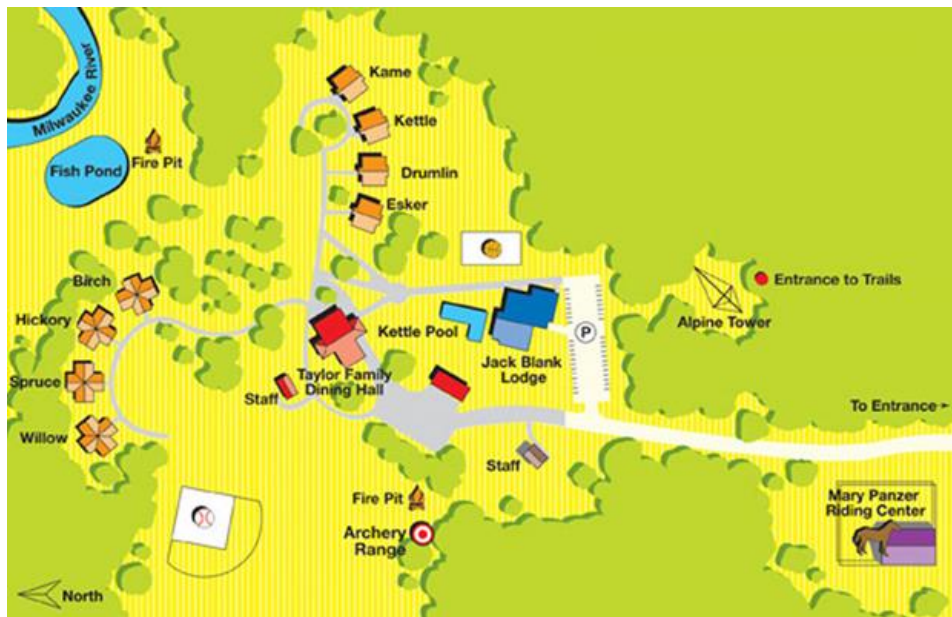 Milwaukee River
Fish Pond
Fire Pit
Kame
Kettle
Drumlin
Esker
Birch
Hickory
Spruce
Willow
Staff
Taylor Family
Dining Hall
Kettle Pool
Jack Blank
Lodge
P
Entrance to Trails
Alpine Tower
To Entrance
Staff
Fire Pit
Archery
Range
Mary Panzer
Riding Center
North